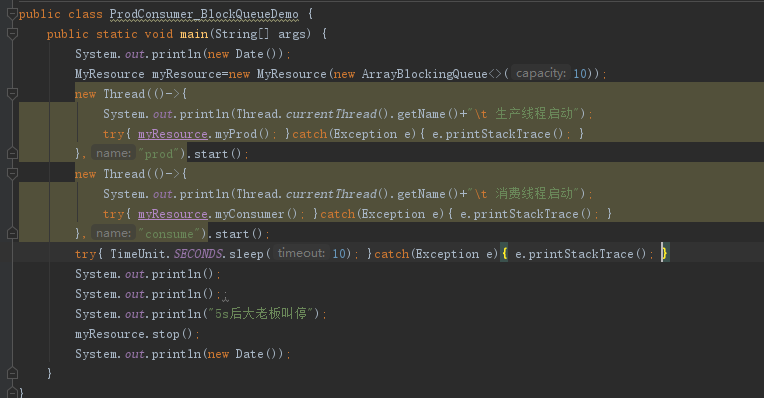 public class ProdConsumer_BlockQueueDemo {
public static void main(String[] args) {
System.out.println(new Date());
MyResource myResource=new MyResource(new ArrayBlockingQueue<>( capacity: 10));
new Thread(()->{
System.out.println(Thread.currentThread().getName()+"\t 生产线程启动");
try{ myResource.myProd(); }catch(Exception e){ e.printStackTrace(); }
}, name: "prod").start();
new Thread(()->{
System.out.println(Thread.currentThread().getName()+"\t 消费线程启动");
try{ myResource.myConsumer(); }catch(Exception e){ e.printStackTrace(); }
}, name: "consume").start();
try{ TimeUnit.SECONDS.sleep( timeout: 10); }catch(Exception e){ e.printStackTrace(); }
System.out.println();
System.out.println();;
System.out.println("5s后大老板叫停");
myResource.stop();
System.out.println(new Date());
}
}